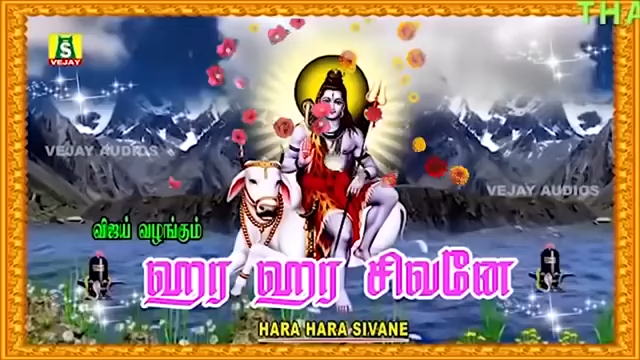 THA
S
VEJAY
VEJAY AUDIOS
VEJAY AUDIOS
விஜய் வழங்கும்
ஹர ஹர சிவனே
HARA HARA SIVANE